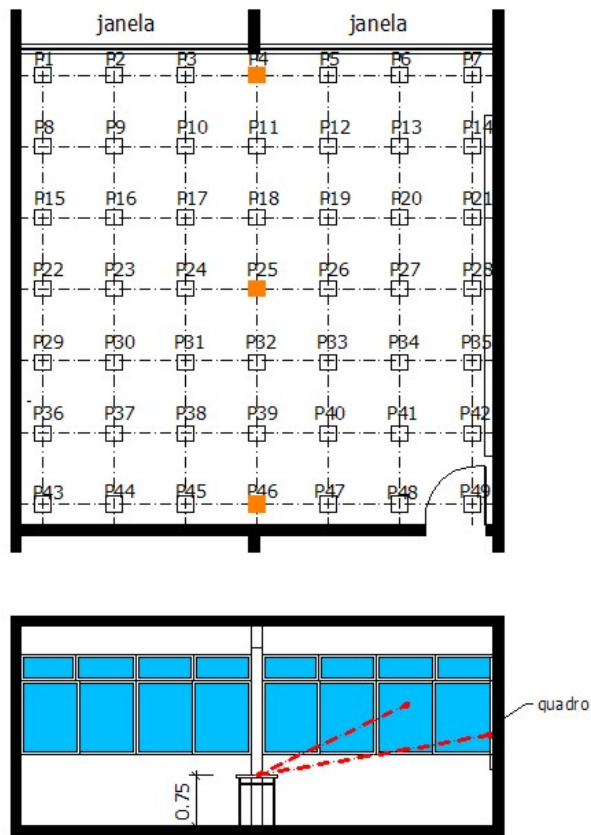 janela janela
P1 P2 P3 P4 P5 P6 P7
P8 P9 P10 P11 P12 P13 P14
P15 P16 P17 P18 P19 P20 P21
P22 P23 P24 P25 P26 P27 P28
P29 P30 P31 P32 P33 P34 P35
P36 P37 P38 P39 P40 P41 P42
P43 P44 P45 P46 P47 P48 P49
quadro
0.75